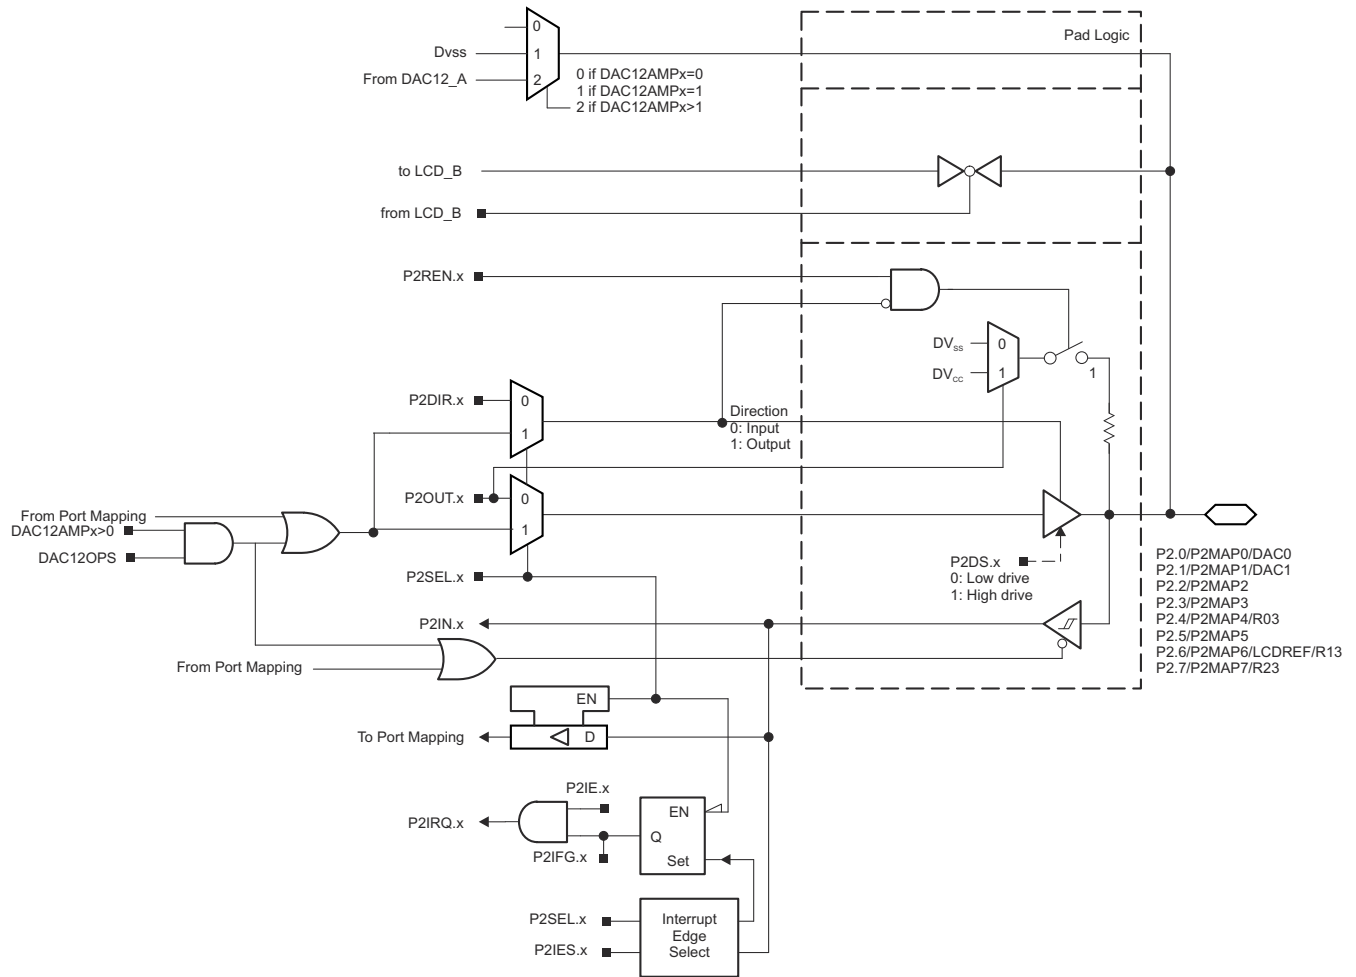 0
Pad Logic
Dvss
1
From DAC12_A
2
0 if DAC12AMPx=0
1 if DAC12AMPx=1
2 if DAC12AMPx>1
to LCD_B
from LCD_B
P2REN.x
DVSS
0
DVCC
1
1
P2DIR.x
0
Direction
0: Input
1: Output
1
P2OUT.x
0
From Port Mapping
DAC12AMPx>0
1
DAC12OPS
P2DS.x
0: Low drive
1: High drive
P2.0/P2MAP0/DAC0
P2.1/P2MAP1/DAC1
P2.2/P2MAP2
P2.3/P2MAP3
P2.4/P2MAP4/R03
P2.5/P2MAP5
P2.6/P2MAP6/LCDREF/R13
P2.7/P2MAP7/R23
P2SEL.x
P2IN.x
From Port Mapping
EN
To Port Mapping
D
P2IE.x
EN
P2IRQ.x
Q
P2IFG.x
Set
P2SEL.x
Interrupt
Edge
Select
P2IES.x